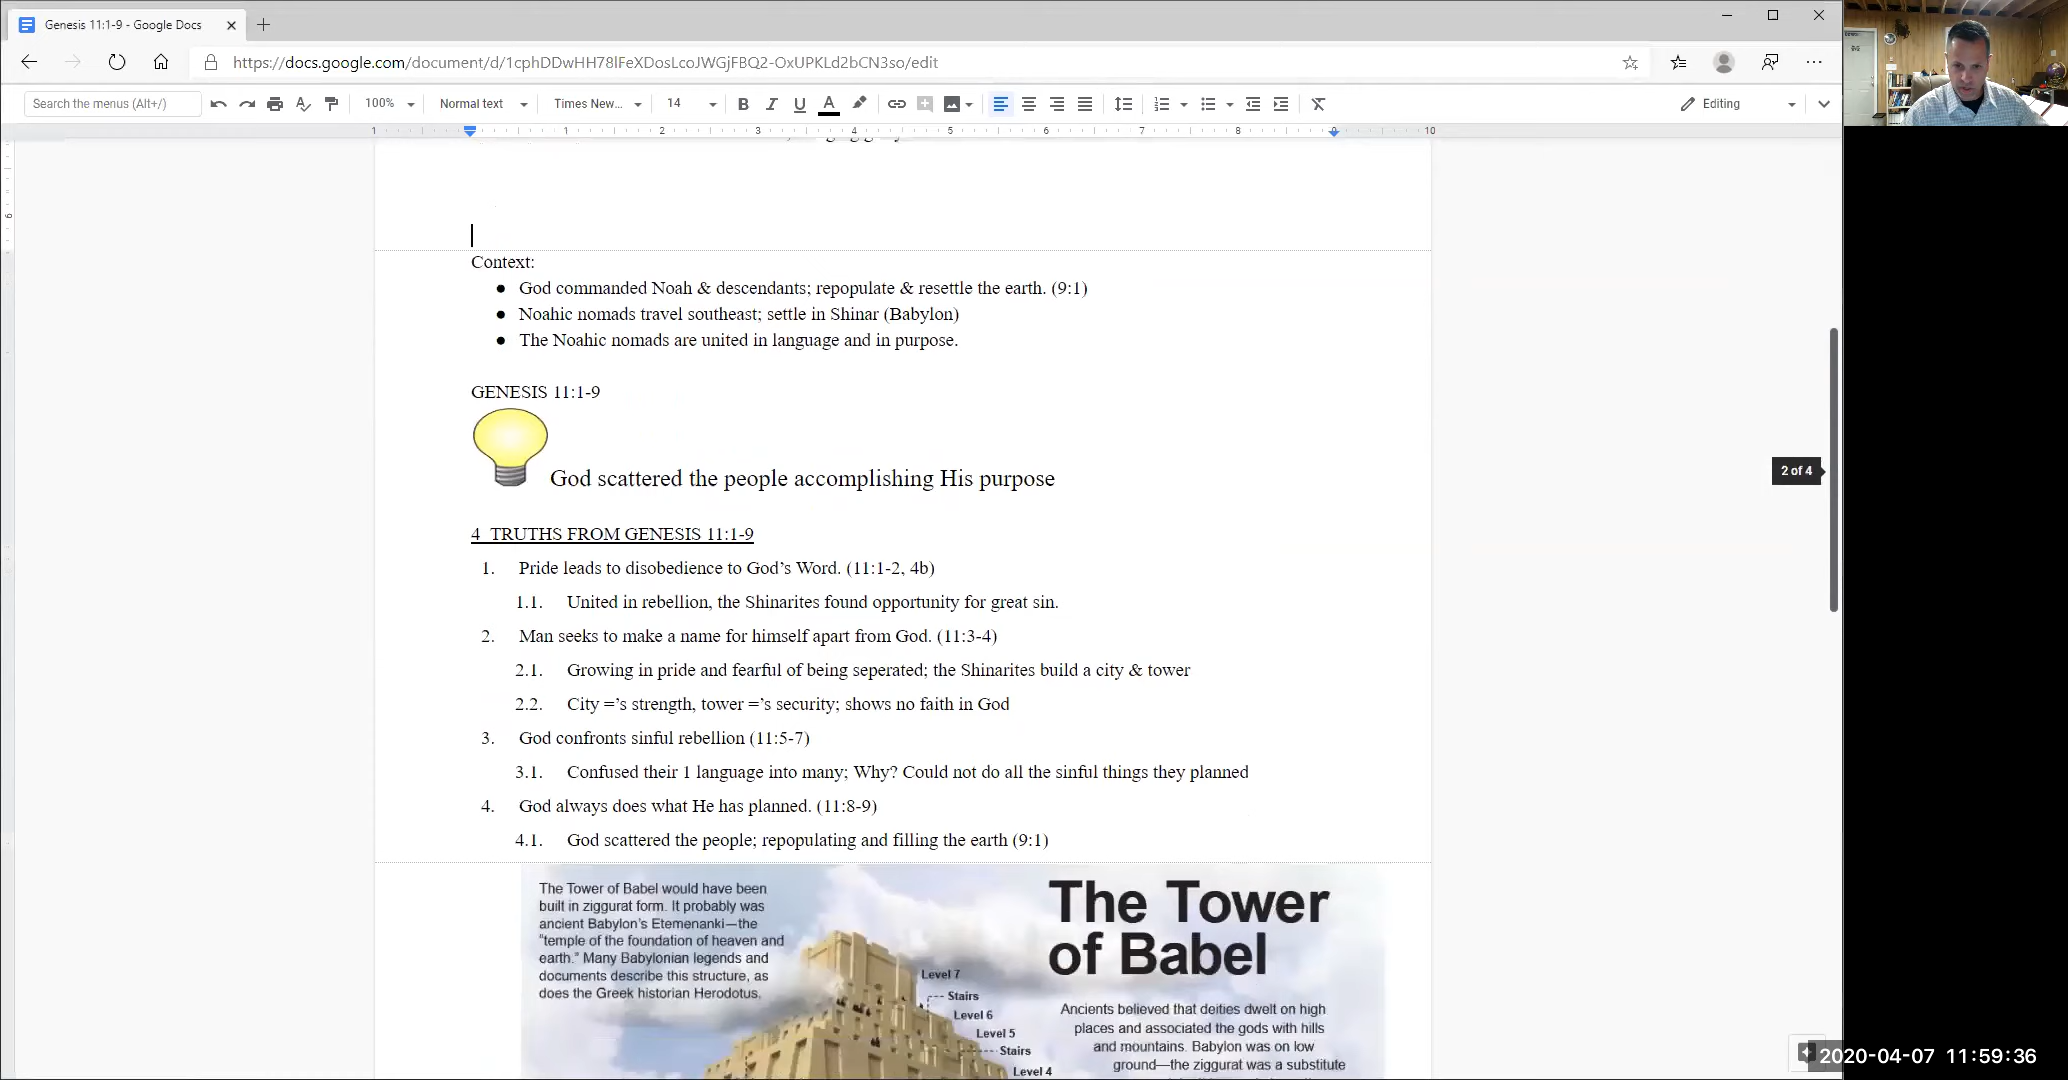 Genesis 11:1-9 - Google Docs
https://docs.google.com/document/d/1cphDDwHH78lFeXDosLcoJWGjFBQ2-OxUPKLd2bCN3so/edit
Search the menus (Alt+/)
100%
Normal text
Times New...
14
B I U A
Editing
1 1 2 3 4 5 6 7 8 9 10
Context:
● God commanded Noah & descendants; repopulate & resettle the earth. (9:1)
● Noahic nomads travel southeast; settle in Shinar (Babylon)
● The Noahic nomads are united in language and in purpose.
GENESIS 11:1-9
God scattered the people accomplishing His purpose
2 of 4
4 TRUTHS FROM GENESIS 11:1-9
1. Pride leads to disobedience to God’s Word. (11:1-2, 4b)
1.1. United in rebellion, the Shinarites found opportunity for great sin.
2. Man seeks to make a name for himself apart from God. (11:3-4)
2.1. Growing in pride and fearful of being seperated; the Shinarites build a city & tower
2.2. City =’s strength, tower =’s security; shows no faith in God
3. God confronts sinful rebellion (11:5-7)
3.1. Confused their 1 language into many; Why? Could not do all the sinful things they planned
4. God always does what He has planned. (11:8-9)
4.1. God scattered the people; repopulating and filling the earth (9:1)
The Tower of Babel would have been
built in ziggurat form. It probably was
ancient Babylon’s Etemenanki—the
“temple of the foundation of heaven and
earth.” Many Babylonian legends and
documents describe this structure, as
does the Greek historian Herodotus.
The Tower
of Babel
Level 7
Stairs
Level 6
Level 5
Stairs
Level 4
Ancients believed that deities dwelt on high
places and associated the gods with hills
and mountains. Babylon was on low
ground—the ziggurat was a substitute
2020-04-07 11:59:36